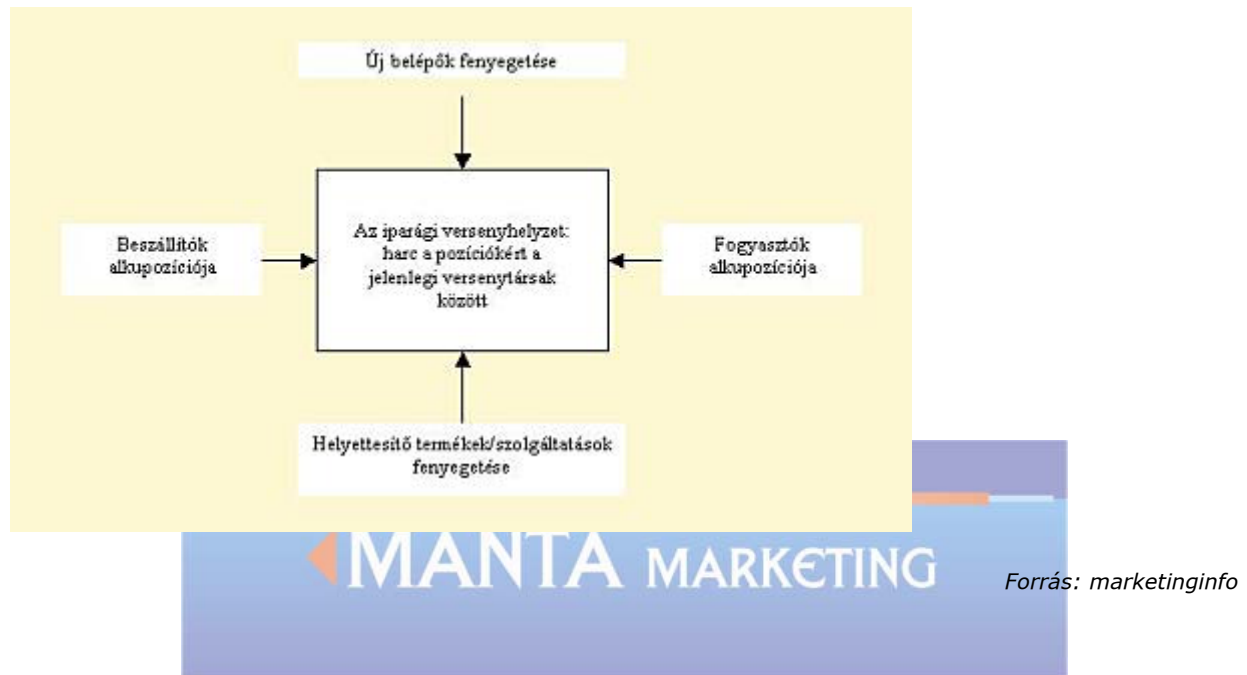 Új belépők fenyegetése
Beszállítók
alkupozíciója
Az iparági versenyhelyzet:
harc a pozíciókért a
jelenlegi versenytársak
között
Fogyasztók
alkupozíciója
Helyettesítő termékek/szolgáltatások
fenyegetése
MANTA MARKETING
Forrás: marketinginfo